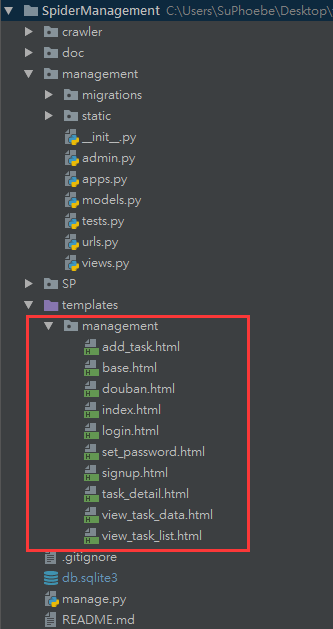 SpiderManagement C:\Users\SuPhoebe\Desktop\
crawler
doc
management
migrations
static
__init__.py
admin.py
apps.py
models.py
tests.py
urls.py
views.py
SP
templates
management
add_task.html
base.html
douban.html
index.html
login.html
set_password.html
signup.html
task_detail.html
view_task_data.html
view_task_list.html
.gitignore
db.sqlite3
manage.py
README.md